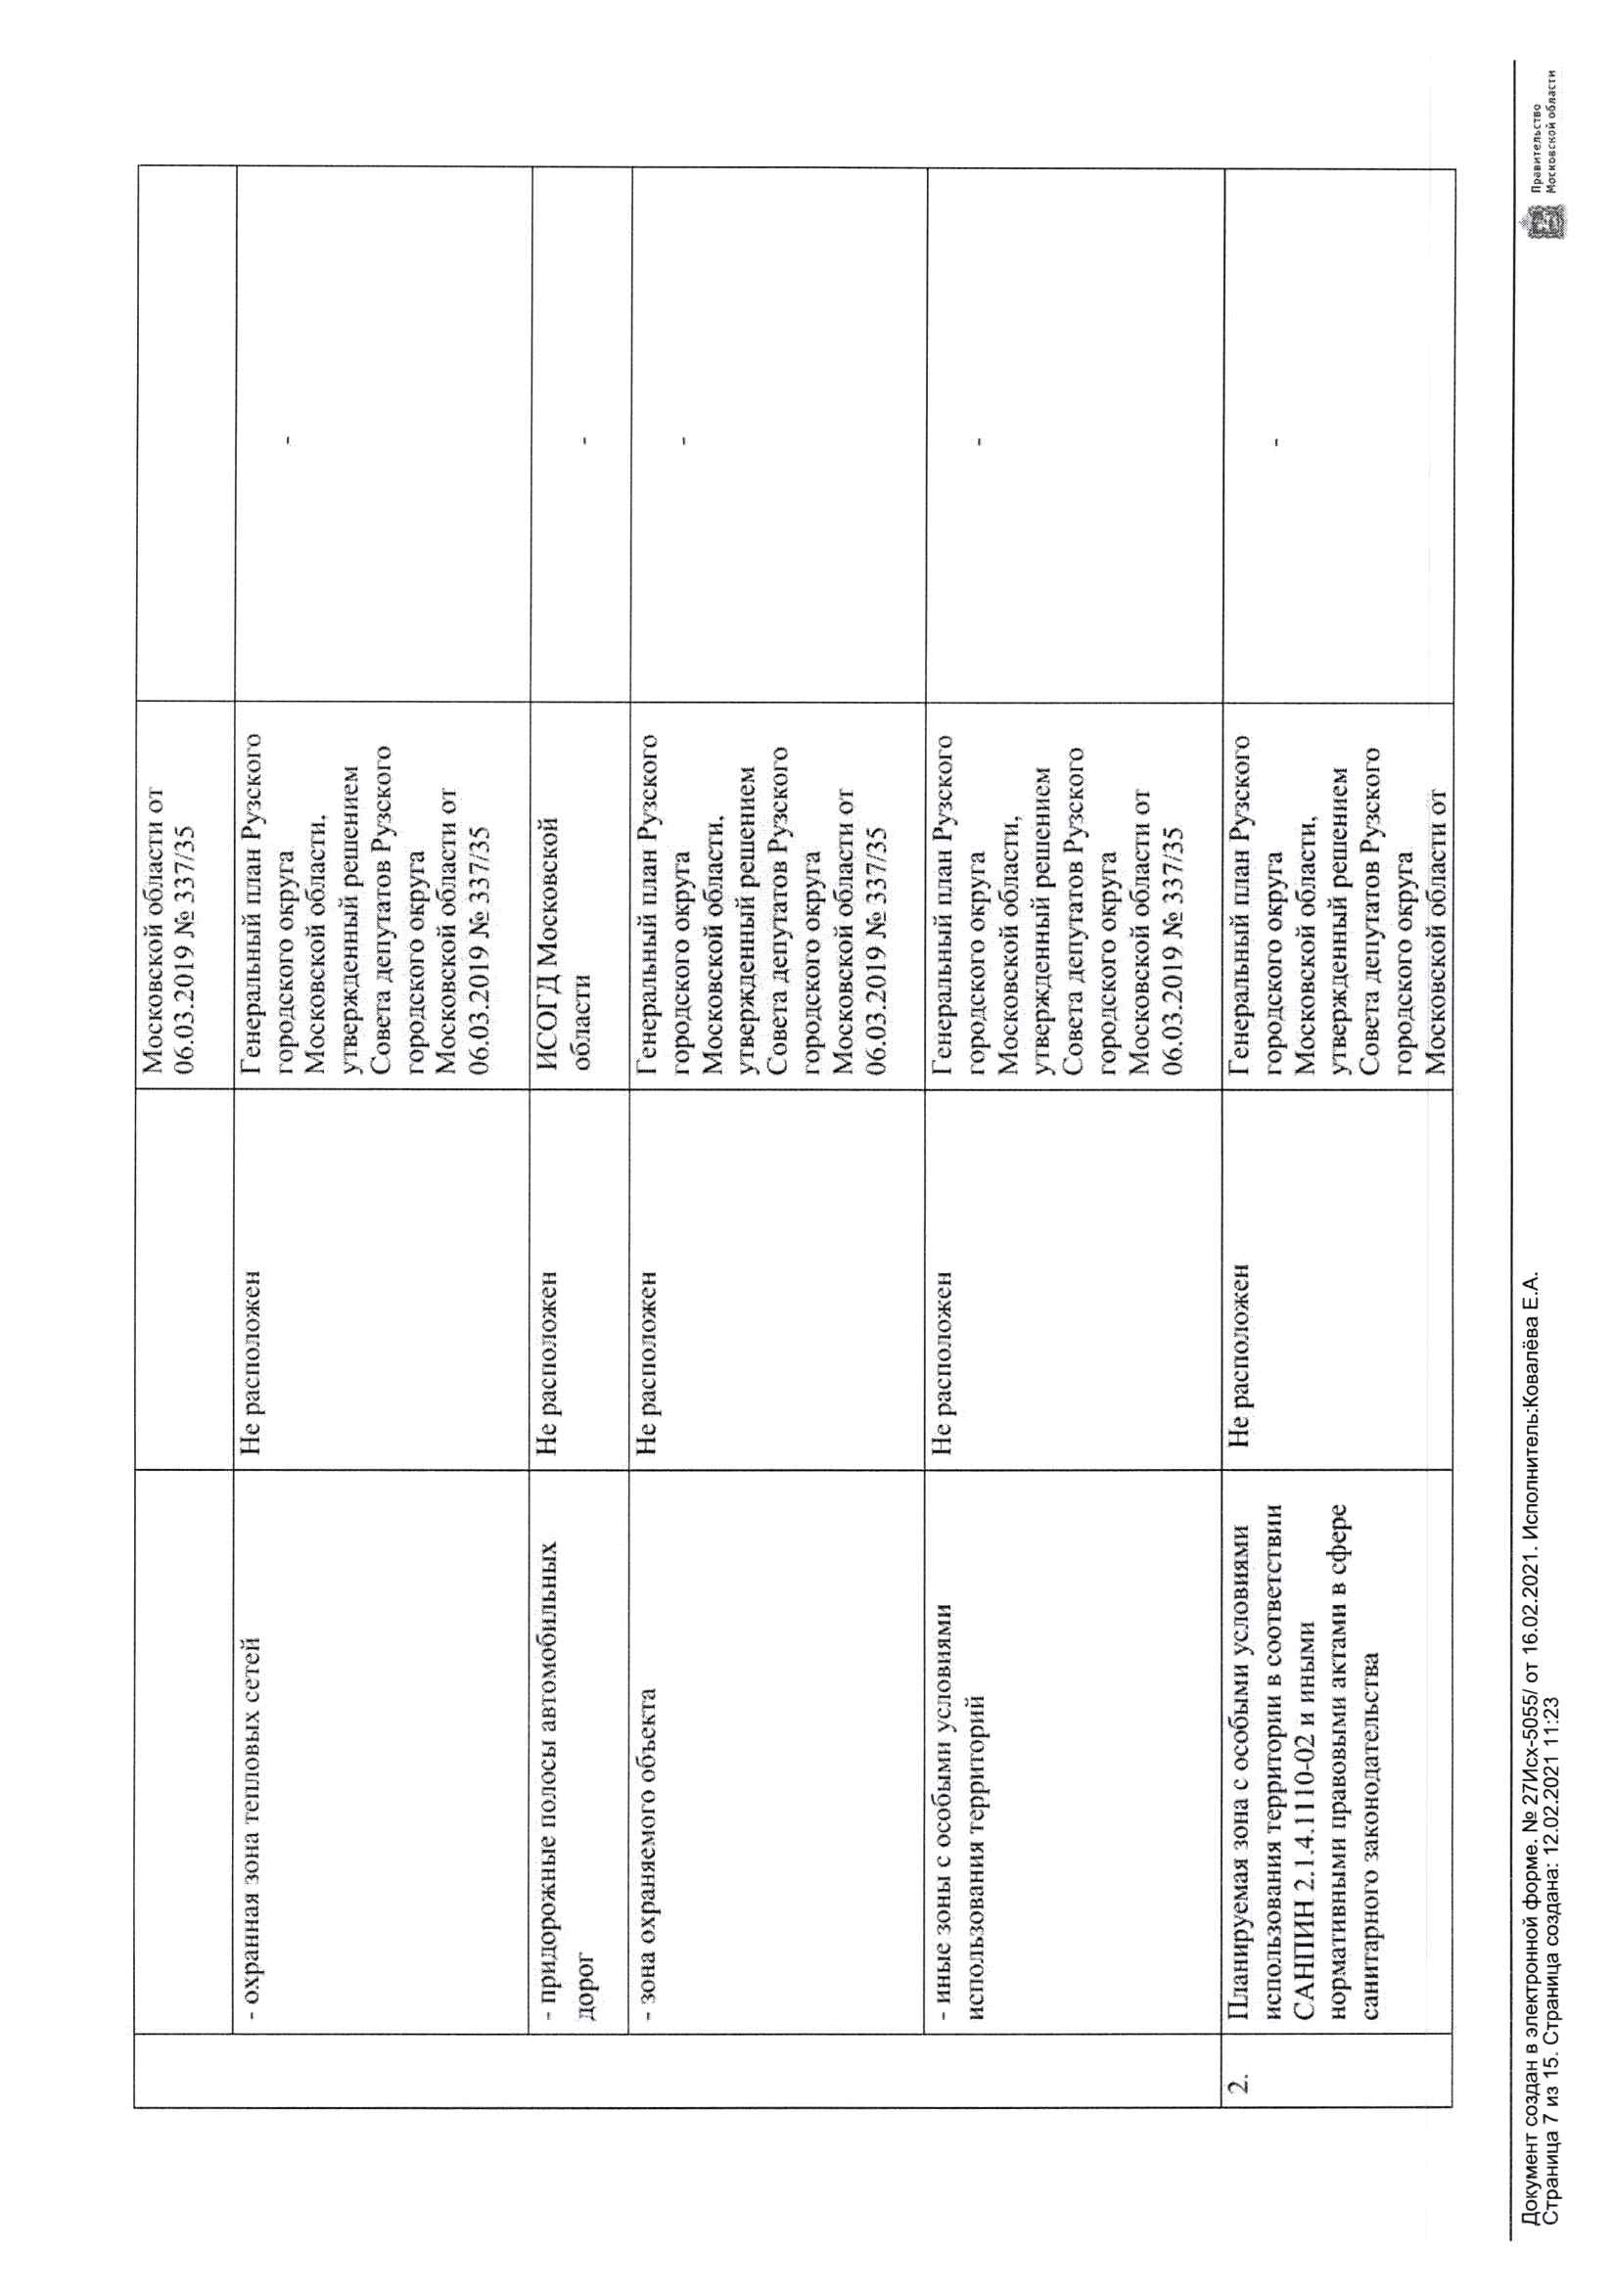 Московской области от
06.03.2019 № 337/35
- охранная зона тепловых сетей
Не расположен
Генеральный план Рузского
городского округа
Московской области,
утвержденный решением
Совета депутатов Рузского
городского округа
Московской области от
06.03.2019 № 337/35
-
- придорожные полосы автомобильных
дорог
Не расположен
ИСОГД Московской
области
-
- зона охраняемого объекта
Не расположен
Генеральный план Рузского
городского округа
Московской области,
утвержденный решением
Совета депутатов Рузского
городского округа
Московской области от
06.03.2019 № 337/35
-
- иные зоны с особыми условиями
использования территорий
Не расположен
Генеральный план Рузского
городского округа
Московской области,
утвержденный решением
Совета депутатов Рузского
городского округа
Московской области от
06.03.2019 № 337/35
-
2.
Планируемая зона с особыми условиями
использования территории в соответствии
САНПИН 2.1.4.1110-02 и иными
нормативными правовыми актами в сфере
санитарного законодательства
Не расположен
Генеральный план Рузского
городского округа
Московской области,
утвержденный решением
Совета депутатов Рузского
городского округа
Московской области от
-
Документ создан в электронной форме. № 27Исх-5055/ от 16.02.2021. Исполнитель:Ковалёва Е.А.
Страница 7 из 15. Страница создана: 12.02.2021 11:23
Правительство
Московской области